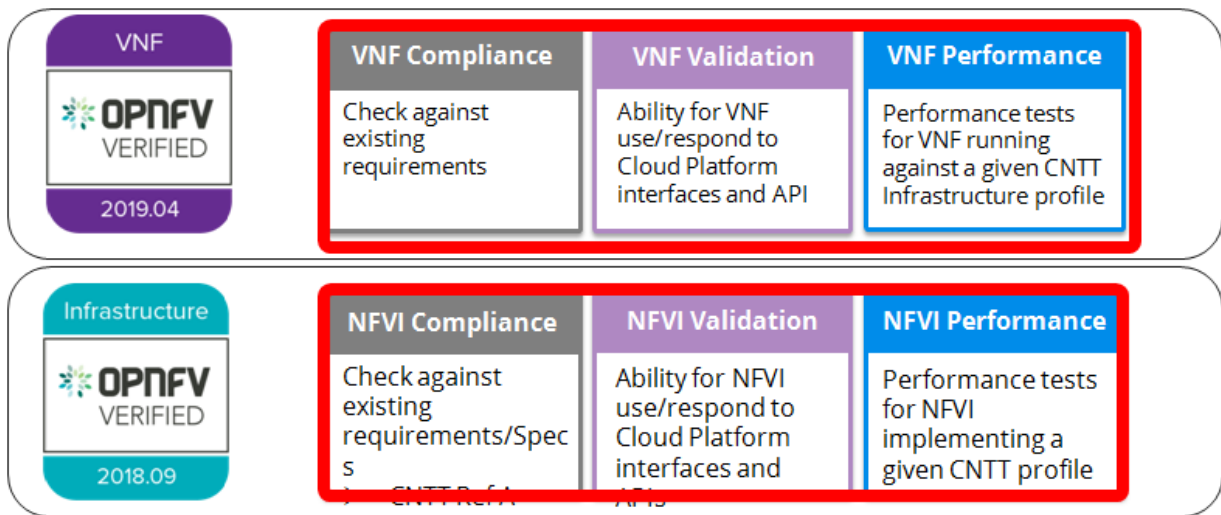 VNF
OPNFV
VERIFIED
2019.04
VNF Compliance
Check against
existing
requirements
VNF Validation
Ability for VNF
use/respond to
Cloud Platform
interfaces and API
VNF Performance
Performance tests
for VNF running
against a given CNTT
Infrastructure profile
Infrastructure
OPNFV
VERIFIED
2018.09
NFVI Compliance
Check against
existing
requirements/Spec
s
CNTT Ref A
NFVI Validation
Ability for NFVI
use/respond to
Cloud Platform
interfaces and
APIs
NFVI Performance
Performance tests
for NFVI
implementing a
given CNTT profile